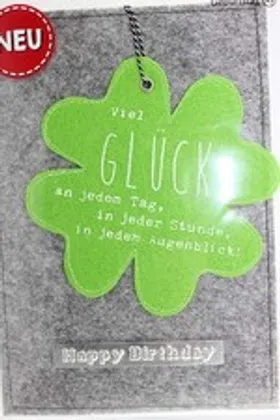 NEU
Viel
GLÜCK
an jedem Tag,
in jeder Stunde,
in jedem Augenblick!
Happy Birthday